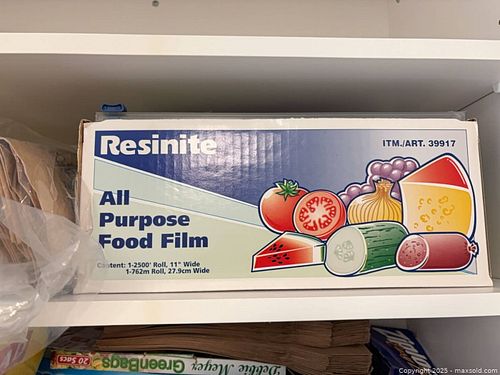 Resinite
ITM./ART. 39917
All
Purpose
Food Film
Content: 1-2500' Roll, 11" Wide
1-762m Roll, 27.9cm Wide
20 Sacs
GreenBags
Debbie Meyer
Copyright © 2025 - maxsold.com